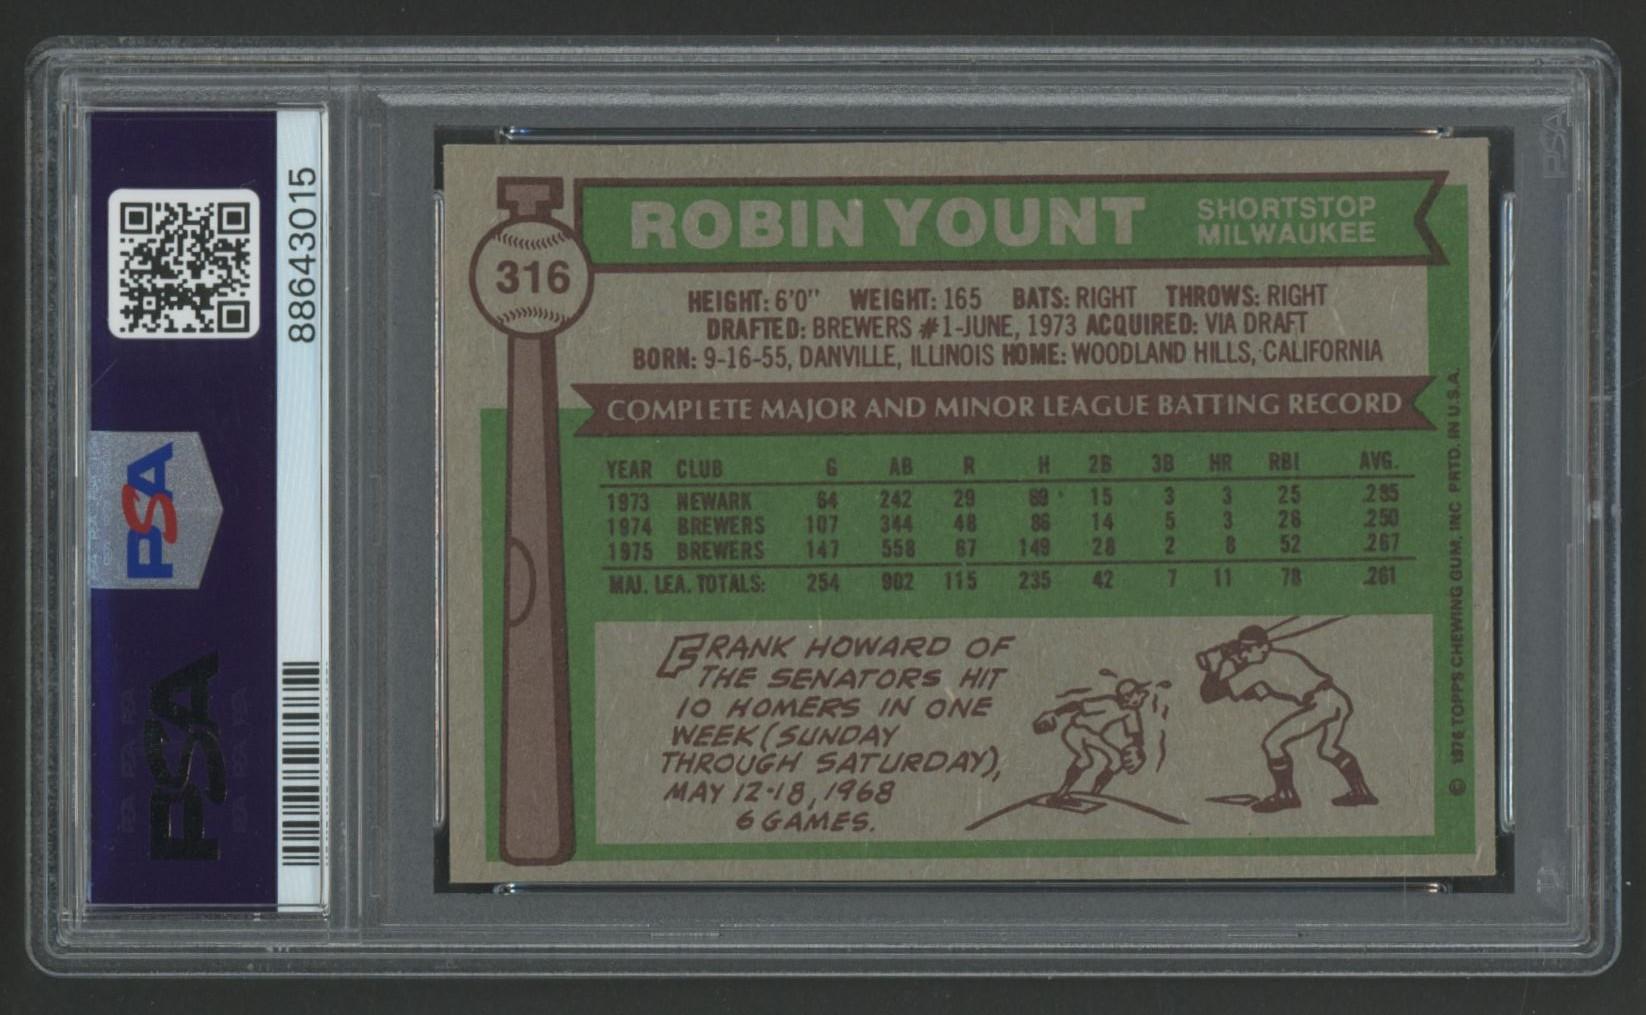 88643015
PSA
PSA
316
ROBIN YOUNT
SHORTSTOP
MILWAUKEE
HEIGHT: 6'0" WEIGHT: 165 BATS: RIGHT THROWS: RIGHT
DRAFTED: BREWERS #1-JUNE, 1973 ACQUIRED: VIA DRAFT
BORN: 9-16-55, DANVILLE, ILLINOIS HOME: WOODLAND HILLS, CALIFORNIA
COMPLETE MAJOR AND MINOR LEAGUE BATTING RECORD
YEAR CLUB G AB R H 2B 3B HR RBI AVG.
1973 NEWARK 64 242 29 69 15 3 3 25 .285
1974 BREWERS 107 344 48 86 14 5 3 26 .250
1975 BREWERS 147 558 67 149 28 2 8 52 .267
MAJ. LEA. TOTALS: 254 902 115 235 42 7 11 78 .261
FRANK HOWARD OF
THE SENATORS HIT
10 HOMERS IN ONE
WEEK (SUNDAY
THROUGH SATURDAY),
MAY 12-18, 1968
6 GAMES.
© 1976 TOPPS CHEWING GUM, INC. PRTD. IN U.S.A.
PSA